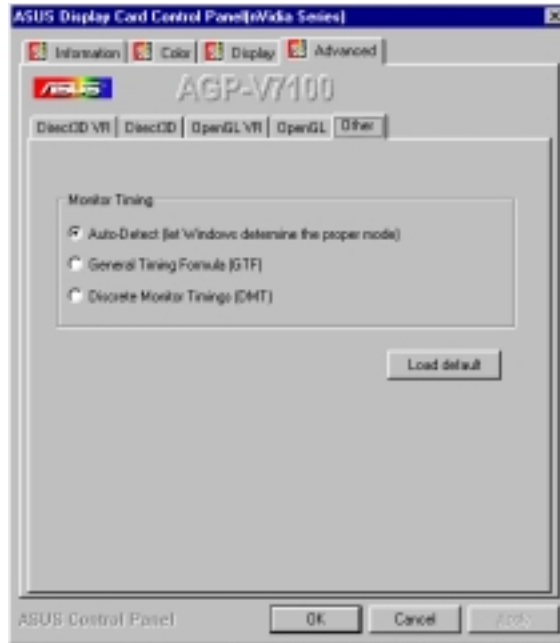 ASUS Display Card Control Panel(nVidia Series)
Information Color Display Advanced
ASUS AGP-V7100
Direct3D VR Direct3D OpenGL VR OpenGL Other
Monitor Timing
Auto-Detect (let Windows determine the proper mode)
General Timing Formula (GTF)
Discrete Monitor Timings (DMT)
Load default
ASUS Control Panel OK Cancel Apply